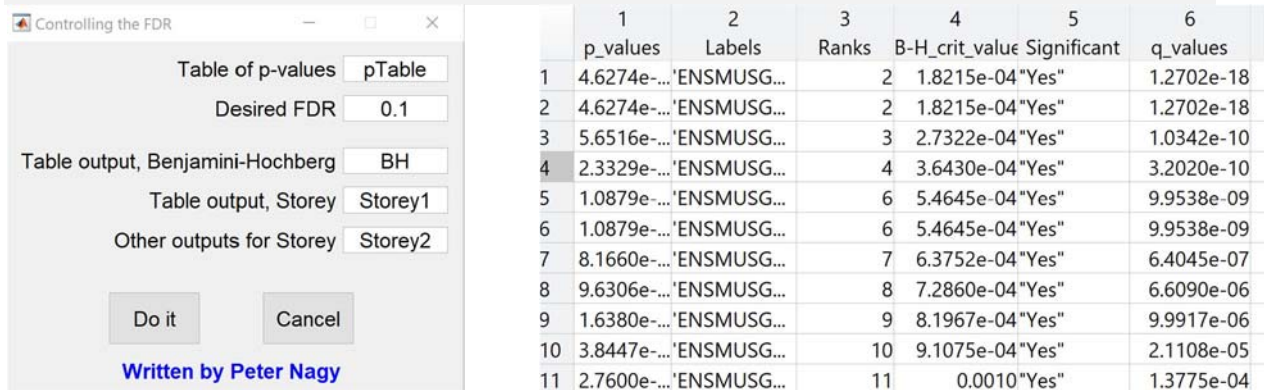 Controlling the FDR
Table of p-values pTable
Desired FDR 0.1
Table output, Benjamini-Hochberg BH
Table output, Storey Storey1
Other outputs for Storey Storey2
Do it Cancel
Written by Peter Nagy
1 2 3 4 5 6
p_values Labels Ranks B-H_crit_value Significant q_values
1 4.6274e-... 'ENSMUSG... 2 1.8215e-04 "Yes" 1.2702e-18
2 4.6274e-... 'ENSMUSG... 2 1.8215e-04 "Yes" 1.2702e-18
3 5.6516e-... 'ENSMUSG... 3 2.7322e-04 "Yes" 1.0342e-10
4 2.3329e-... 'ENSMUSG... 4 3.6430e-04 "Yes" 3.2020e-10
5 1.0879e-... 'ENSMUSG... 6 5.4645e-04 "Yes" 9.9538e-09
6 1.0879e-... 'ENSMUSG... 6 5.4645e-04 "Yes" 9.9538e-09
7 8.1660e-... 'ENSMUSG... 7 6.3752e-04 "Yes" 6.4045e-07
8 9.6306e-... 'ENSMUSG... 8 7.2860e-04 "Yes" 6.6090e-06
9 1.6380e-... 'ENSMUSG... 9 8.1967e-04 "Yes" 9.9917e-06
10 3.8447e-... 'ENSMUSG... 10 9.1075e-04 "Yes" 2.1108e-05
11 2.7600e-... 'ENSMUSG... 11 0.0010 "Yes" 1.3775e-04